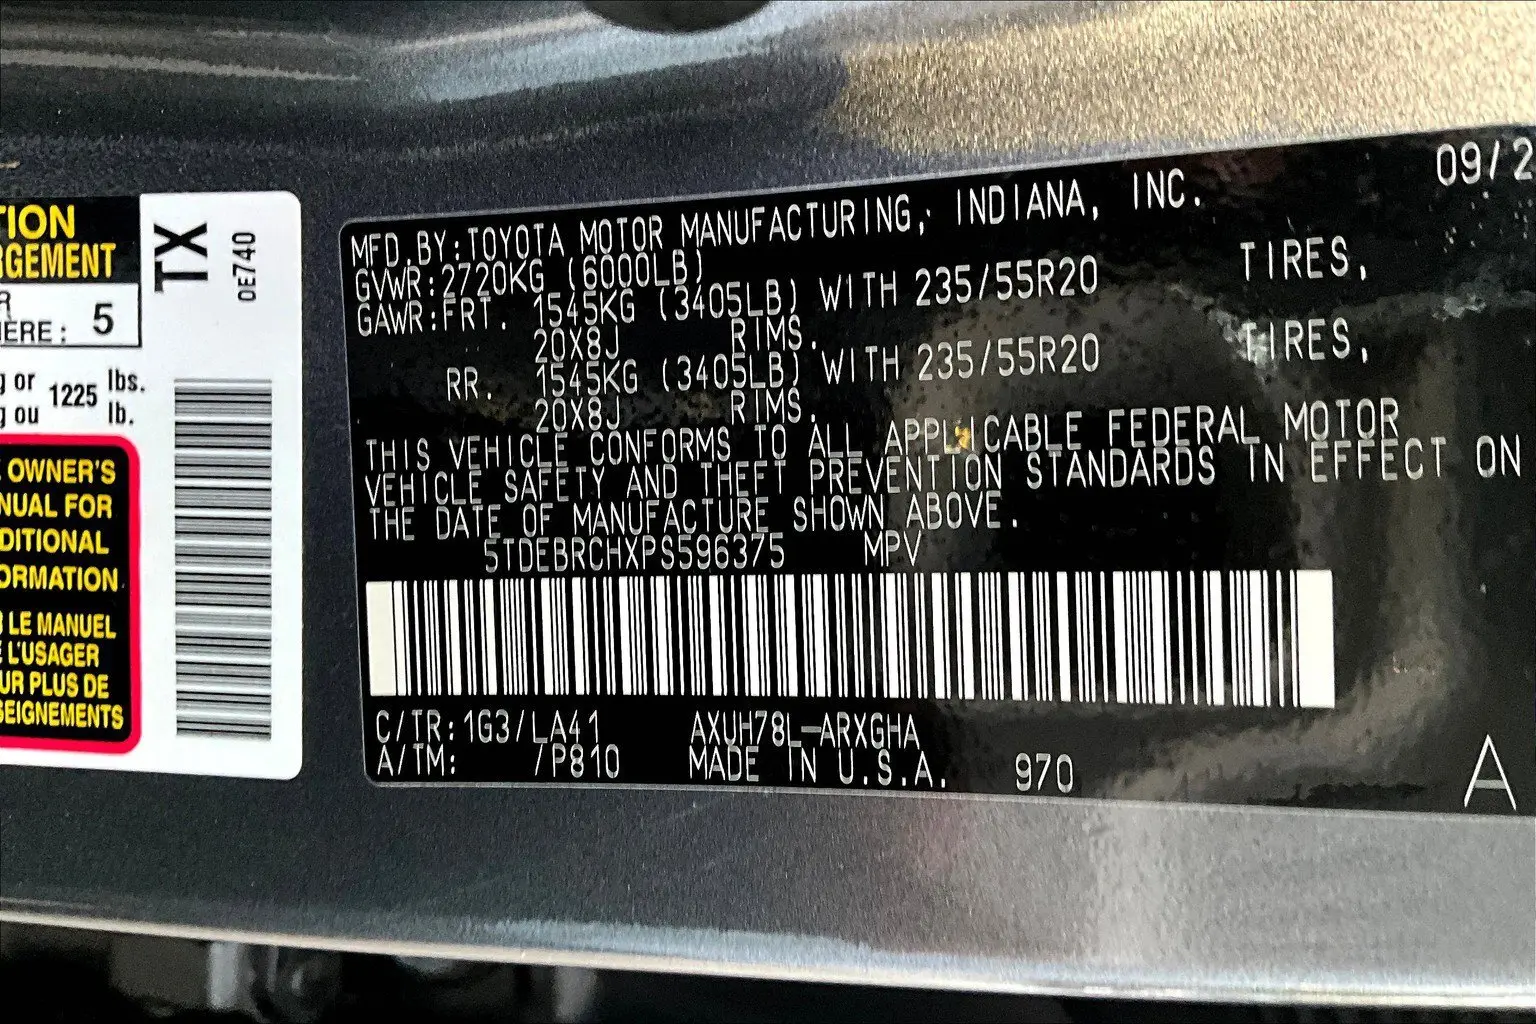 TION
RGEMENT
R
HERE: 5
g or 1225 lbs.
g ou lb.
OWNER'S
NUAL FOR
DITIONAL
ORMATION
LE MANUEL
L'USAGER
UR PLUS DE
SEIGNEMENTS
TX
0E740
09/2
MFD.BY:TOYOTA MOTOR MANUFACTURING, INDIANA, INC.
GVWR:2720KG (6000LB)
GAWR:FRT. 1545KG (3405LB) WITH 235/55R20 TIRES,
20X8J RIMS.
RR. 1545KG (3405LB) WITH 235/55R20 TIRES,
20X8J RIMS.
THIS VEHICLE CONFORMS TO ALL APPLICABLE FEDERAL MOTOR
VEHICLE SAFETY AND THEFT PREVENTION STANDARDS IN EFFECT ON
THE DATE OF MANUFACTURE SHOWN ABOVE.
5TDEBRCHXPS596375 MPV
C/TR:1G3/LA41 AXUH78L-ARXGHA
A/TM: /P810 MADE IN U.S.A. 970
A